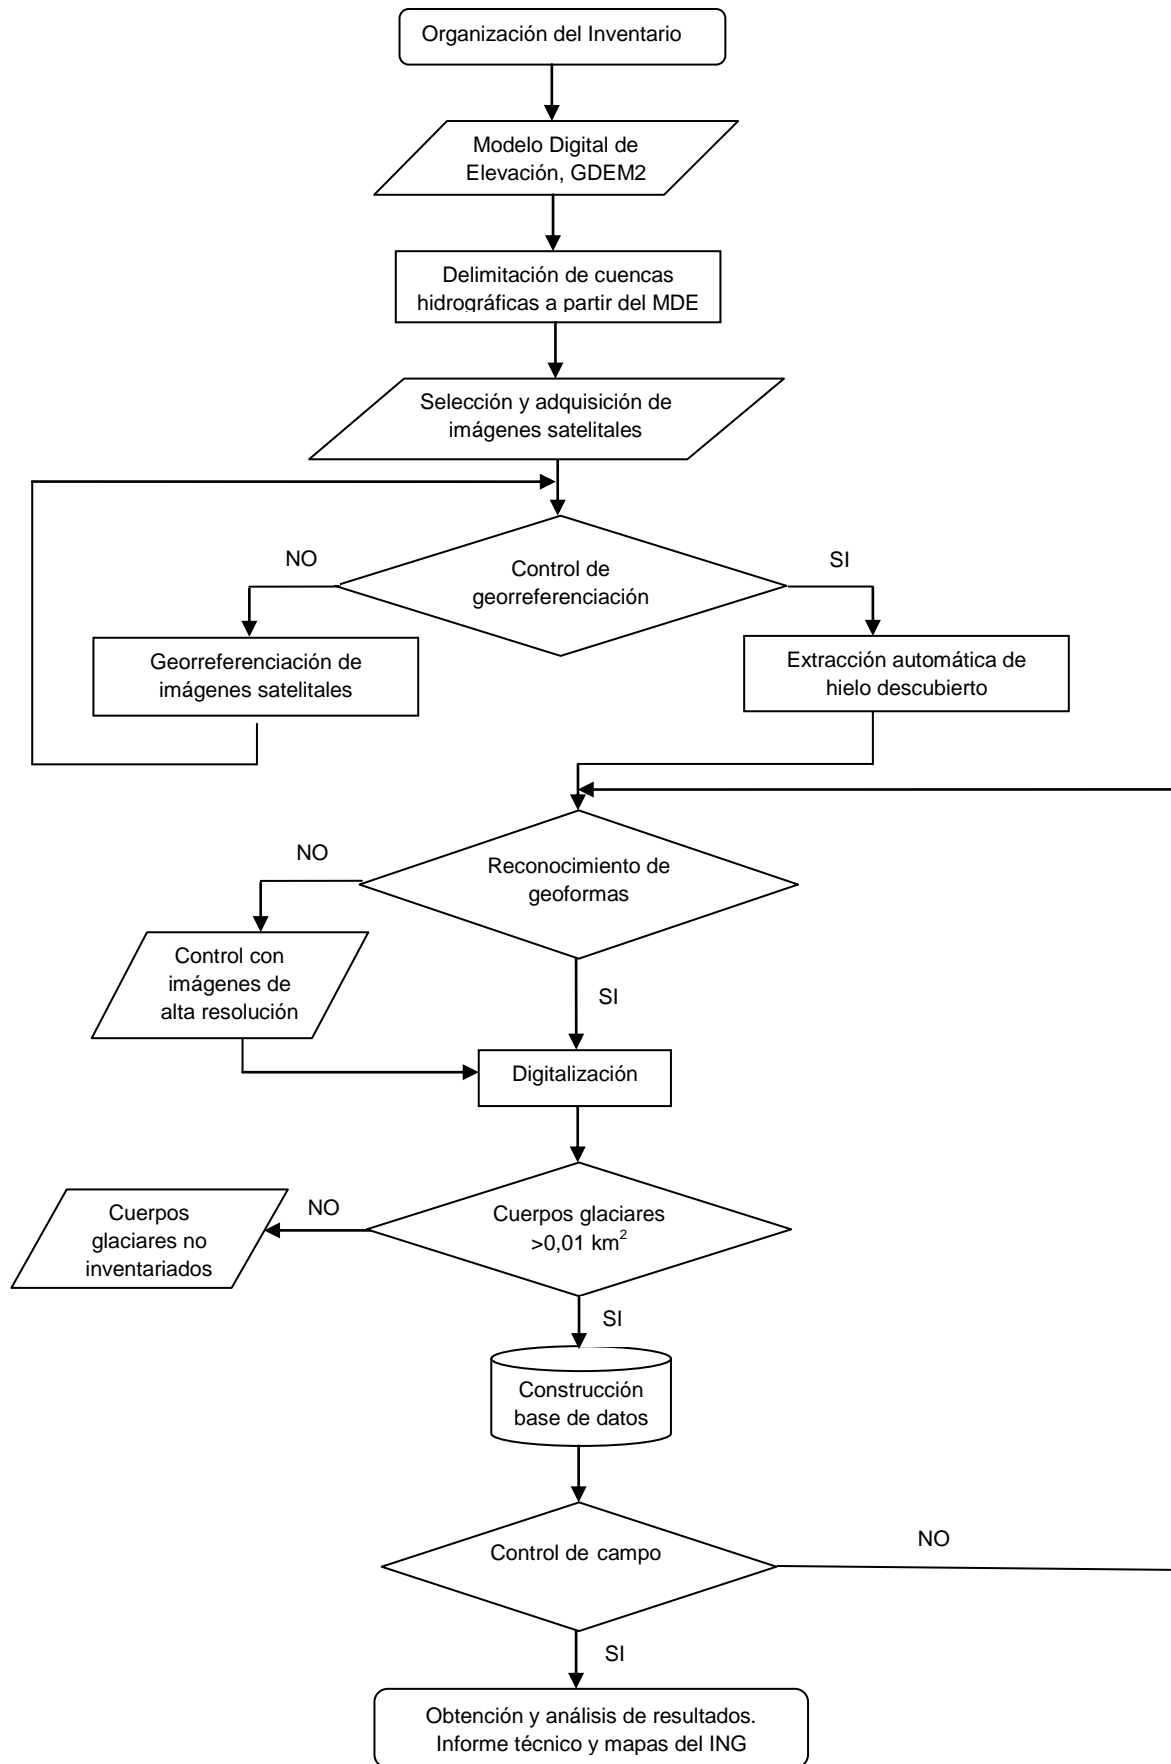 Organización del Inventario
Modelo Digital de
Elevación, GDEM2
Delimitación de cuencas
hidrográficas a partir del MDE
Selección y adquisición de
imágenes satelitales
NO
SI
Control de
georreferenciación
Georreferenciación de
imágenes satelitales
Extracción automática de
hielo descubierto
NO
Reconocimiento de
geoformas
Control con
imágenes de
alta resolución
SI
Digitalización
NO
Cuerpos
glaciares no
inventariados
Cuerpos glaciares
>0,01 km²
SI
Construcción
base de datos
Control de campo
NO
SI
Obtención y análisis de resultados.
Informe técnico y mapas del ING